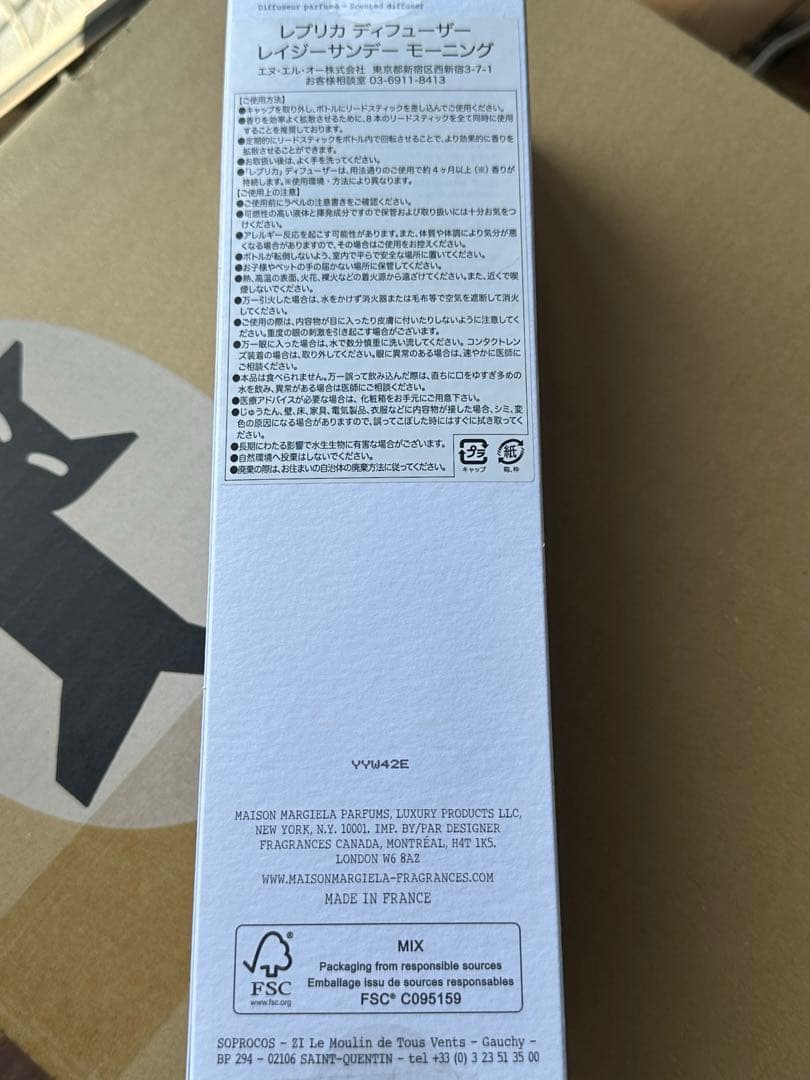 Diffuseur parfumé - Scented diffuser
レプリカ ディフューザー
レイジーサンデー モーニング
エヌ・エル・オー株式会社 東京都新宿区西新宿3-7-1
お客様相談室 03-6911-8413
【ご使用方法】
●キャップを取り外し、ボトルにリードスティックを差し込んでご使用ください。
●香りを効率よく拡散させるために、8本のリードスティックを全て同時に使用
することを推奨しております。
●定期的にリードスティックをボトル内で回転させることで、より効果的に香りを
拡散させることができます。
●お取扱い後は、よく手を洗ってください。
●「レプリカ」ディフューザーは、用法通りのご使用で約4ヶ月以上(※)香りが
持続します。※使用環境・方法により異なります。
【ご使用上の注意】
●ご使用前にラベルの注意書きをご確認ください。
●可燃性の高い液体と揮発成分ですので保管および取り扱いには十分お気をつ
けください。
●アレルギー反応を起こす可能性があります。また、体質や体調により気分が悪
くなる場合がありますので、その場合はご使用をお控えください。
●ボトルが転倒しないよう、室内で平らで安全な場所に置いてください。
●お子様やペットの手の届かない場所に保管してください。
●熱、高温の表面、火花、裸火などの着火源から遠ざけてください。また、近くで喫
煙しないでください。
●万一引火した場合は、水をかけず消火器または毛布等で空気を遮断して消火
してください。
●ご使用の際は、内容物が目に入ったり皮膚に付いたりしないように注意してく
ださい。重度の眼の刺激を引き起こす場合がございます。
●万一眼に入った場合は、水で数分慎重に洗い流してください。コンタクトレン
ズ装着の場合は、取り外してください。眼に異常のある場合は、速やかに医師に
ご相談ください。
●本品は食べられません。万一誤って飲み込んだ際は、直ちに口をゆすぎ多めの
水を飲み、異常がある場合は医師にご相談ください。
●医療アドバイスが必要な場合は、化粧箱をお手元にご用意下さい。
●じゅうたん、壁、床、家具、電気製品、衣服などに内容物が接した場合、シミ、変
色の原因になる場合がありますので、誤ってこぼした時にはすぐに拭き取ってく
ださい。
●長期にわたる影響で水生生物に有害な場合がございます。
●自然環境へ投棄はしないでください。
●廃棄の際は、お住まいの自治体の廃棄方法に従ってください。
プラ 紙
キャップ 箱、枠
YYW42E
MAISON MARGIELA PARFUMS, LUXURY PRODUCTS LLC,
NEW YORK, N.Y. 10001. IMP. BY/PAR DESIGNER
FRAGRANCES CANADA, MONTRÉAL, H4T 1K5.
LONDON W6 8AZ
WWW.MAISONMARGIELA-FRAGRANCES.COM
MADE IN FRANCE
®
FSC
www.fsc.org
MIX
Packaging from responsible sources
Emballage issu de sources responsables
FSC® C095159
SOPROCOS - ZI Le Moulin de Tous Vents - Gauchy -
BP 294 - 02106 SAINT-QUENTIN - tel +33 (0) 3 23 51 35 00